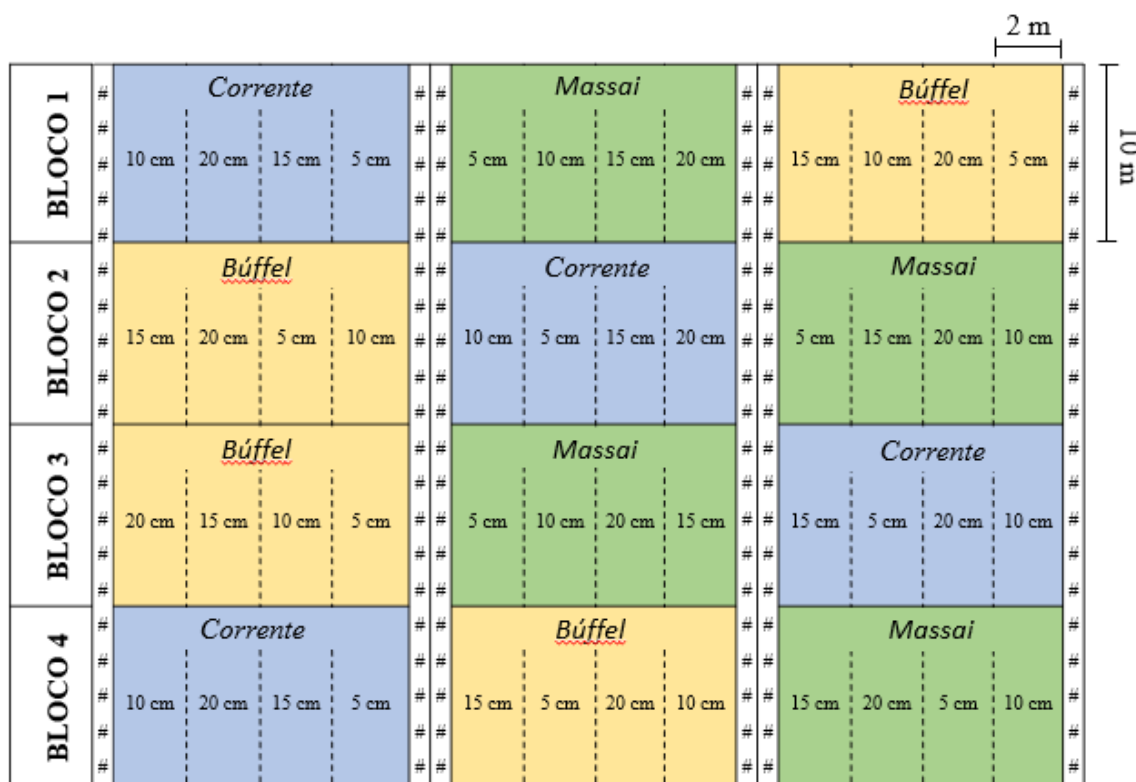 2 m
10 m
BLOCO 1
# # Corrente # # # Massai # # # Búffel #
10 cm 20 cm 15 cm 5 cm
5 cm 10 cm 15 cm 20 cm
15 cm 10 cm 20 cm 5 cm
BLOCO 2
Búffel
15 cm 20 cm 5 cm 10 cm
Corrente
10 cm 5 cm 15 cm 20 cm
Massai
5 cm 15 cm 20 cm 10 cm
BLOCO 3
Búffel
20 cm 15 cm 10 cm 5 cm
Massai
5 cm 10 cm 20 cm 15 cm
Corrente
15 cm 5 cm 20 cm 10 cm
BLOCO 4
Corrente
10 cm 20 cm 15 cm 5 cm
Búffel
15 cm 5 cm 20 cm 10 cm
Massai
15 cm 20 cm 5 cm 10 cm